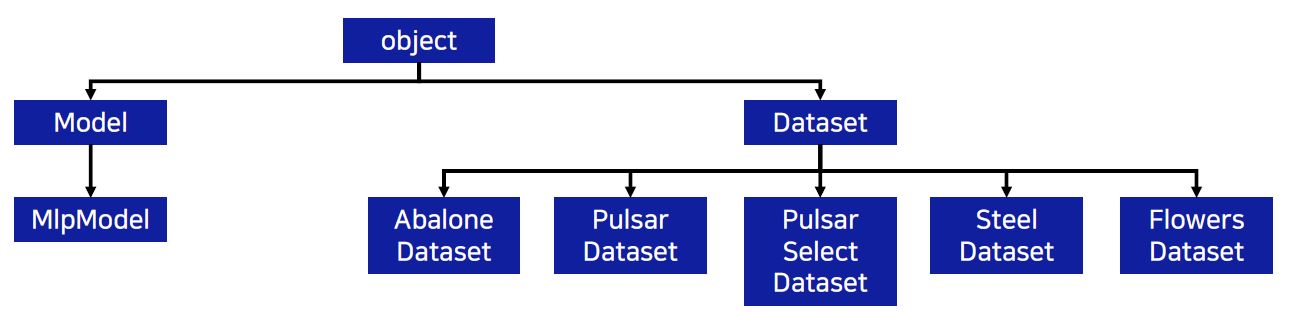 object
Model
Dataset
MlpModel
Abalone
Dataset
Pulsar
Dataset
Pulsar
Select
Dataset
Steel
Dataset
Flowers
Dataset